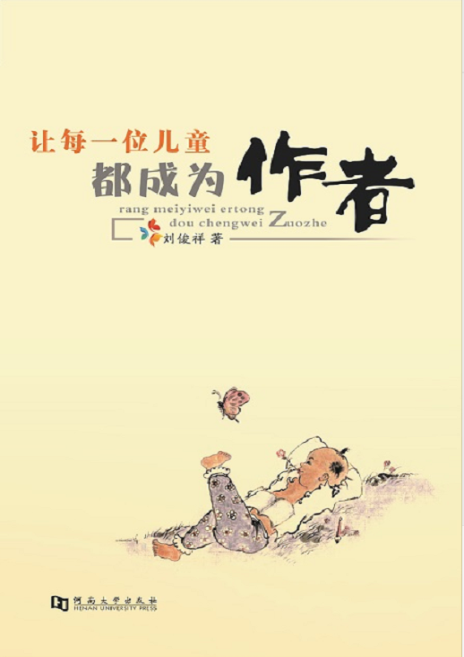 让每一位儿童
都成为作者
rang meiyiwei ertong
dou chengwei Zuozhe
刘俊祥 著
河南大学出版社
HENAN UNIVERSITY PRESS